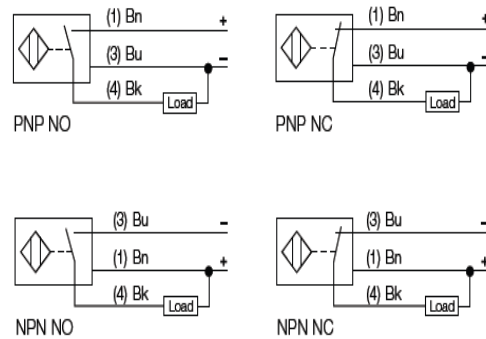 (1) Bn +
(3) Bu −
(4) Bk
Load
PNP NO
(1) Bn +
(3) Bu −
(4) Bk
Load
PNP NC
(3) Bu −
(1) Bn +
(4) Bk
Load
NPN NO
(3) Bu −
(1) Bn +
(4) Bk
Load
NPN NC